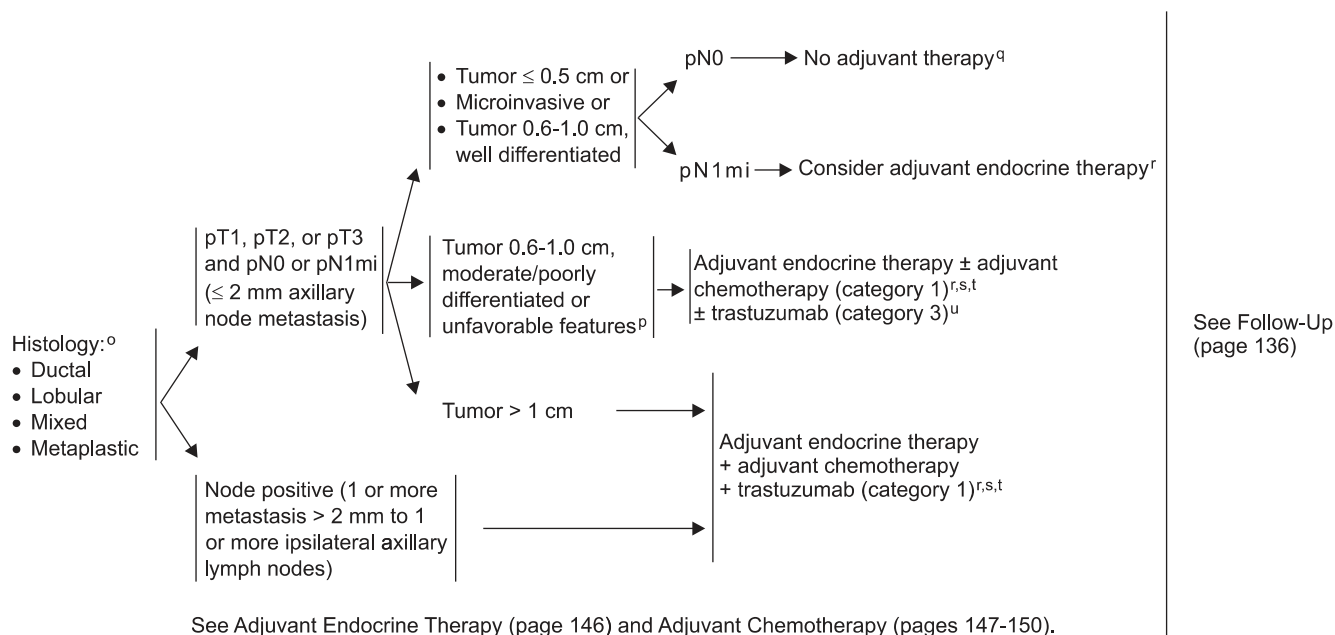 Histology:ᵒ
• Ductal
• Lobular
• Mixed
• Metaplastic
pT1, pT2, or pT3
and pN0 or pN1mi
(≤ 2 mm axillary
node metastasis)
• Tumor ≤ 0.5 cm or
• Microinvasive or
• Tumor 0.6-1.0 cm,
well differentiated
pN0
No adjuvant therapy^q
pN1mi
Consider adjuvant endocrine therapyʳ
Tumor 0.6-1.0 cm,
moderate/poorly
differentiated or
unfavorable featuresᵖ
Adjuvant endocrine therapy ± adjuvant
chemotherapy (category 1)ʳ,ˢ,ᵗ
± trastuzumab (category 3)ᵘ
Tumor > 1 cm
Node positive (1 or more
metastasis > 2 mm to 1
or more ipsilateral axillary
lymph nodes)
Adjuvant endocrine therapy
+ adjuvant chemotherapy
+ trastuzumab (category 1)ʳ,ˢ,ᵗ
See Follow-Up
(page 136)
See Adjuvant Endocrine Therapy (page 146) and Adjuvant Chemotherapy (pages 147-150).